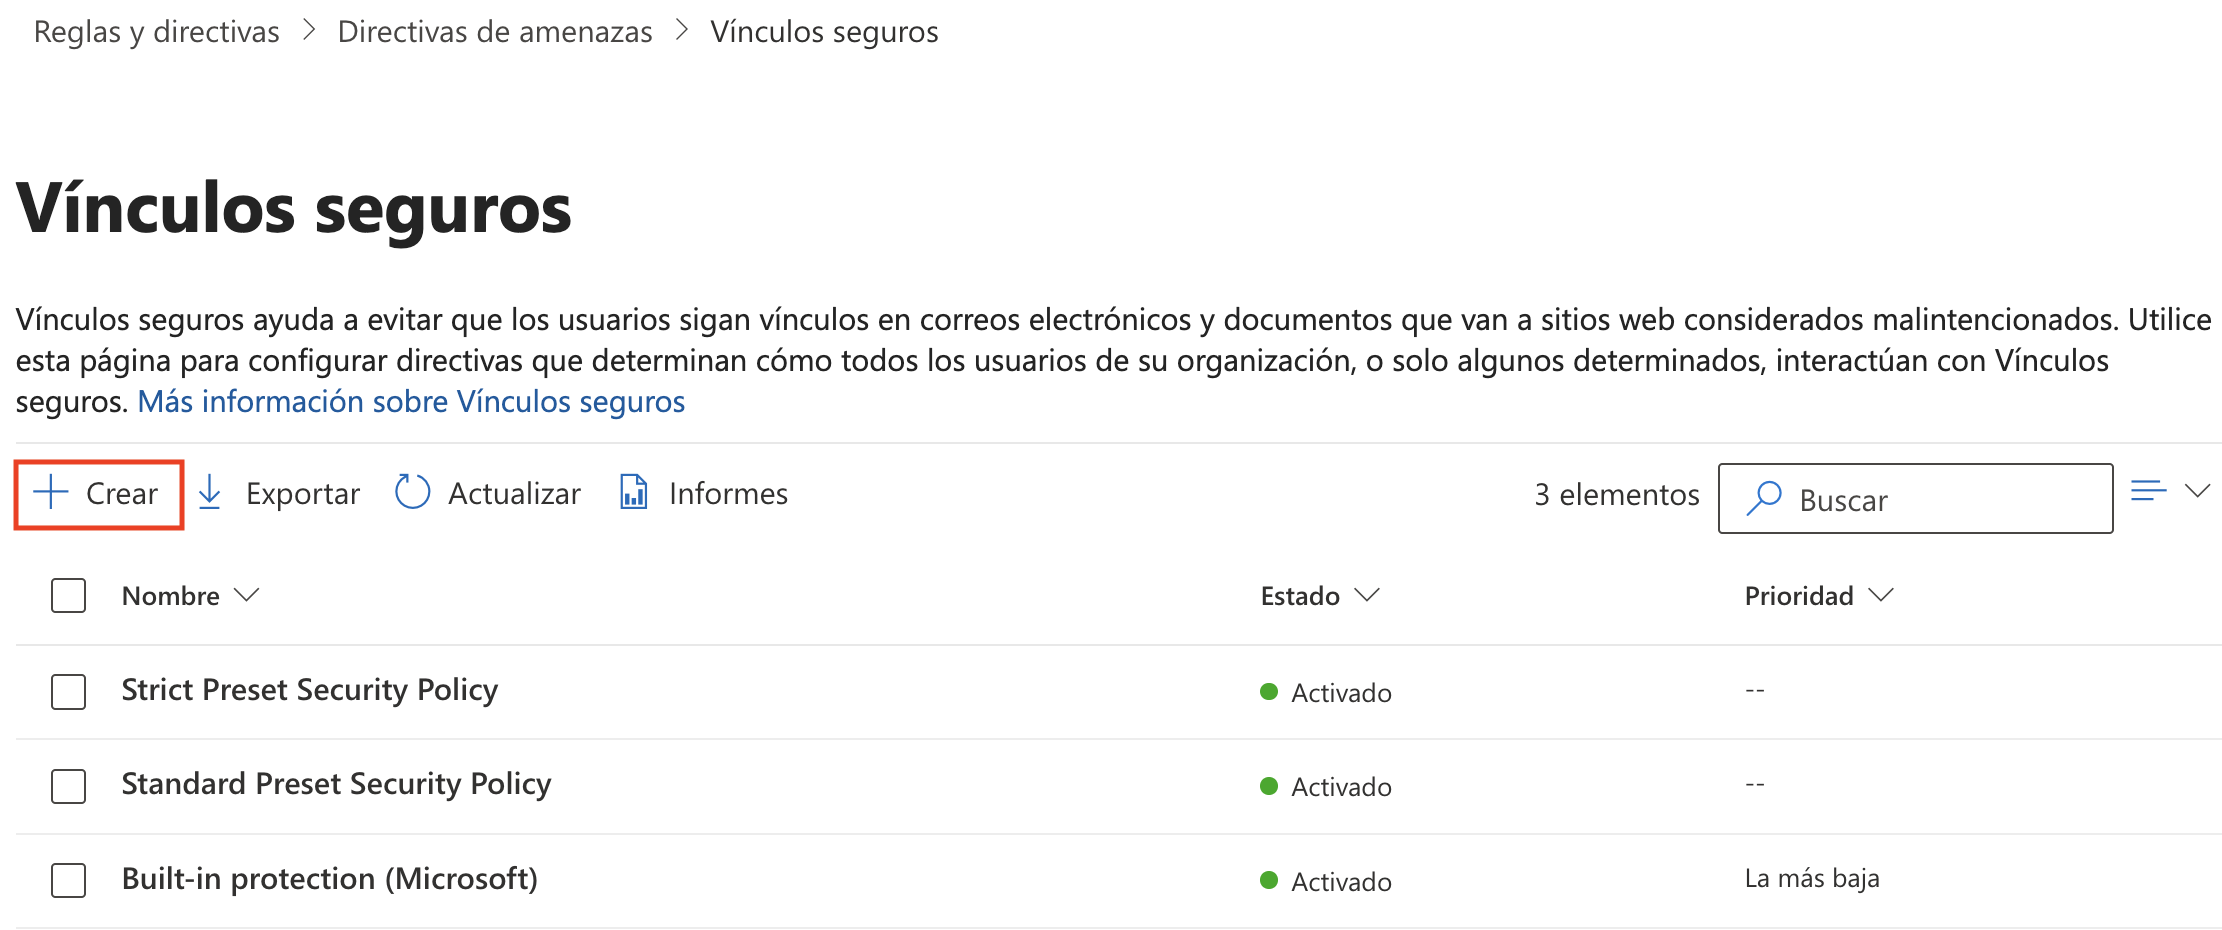 Reglas y directivas > Directivas de amenazas > Vínculos seguros
Vínculos seguros
Vínculos seguros ayuda a evitar que los usuarios sigan vínculos en correos electrónicos y documentos que van a sitios web considerados malintencionados. Utilice
esta página para configurar directivas que determinan cómo todos los usuarios de su organización, o solo algunos determinados, interactúan con Vínculos
seguros. Más información sobre Vínculos seguros
Crear Exportar Actualizar Informes 3 elementos Buscar
Nombre Estado Prioridad
Strict Preset Security Policy Activado --
Standard Preset Security Policy Activado --
Built-in protection (Microsoft) Activado La más baja